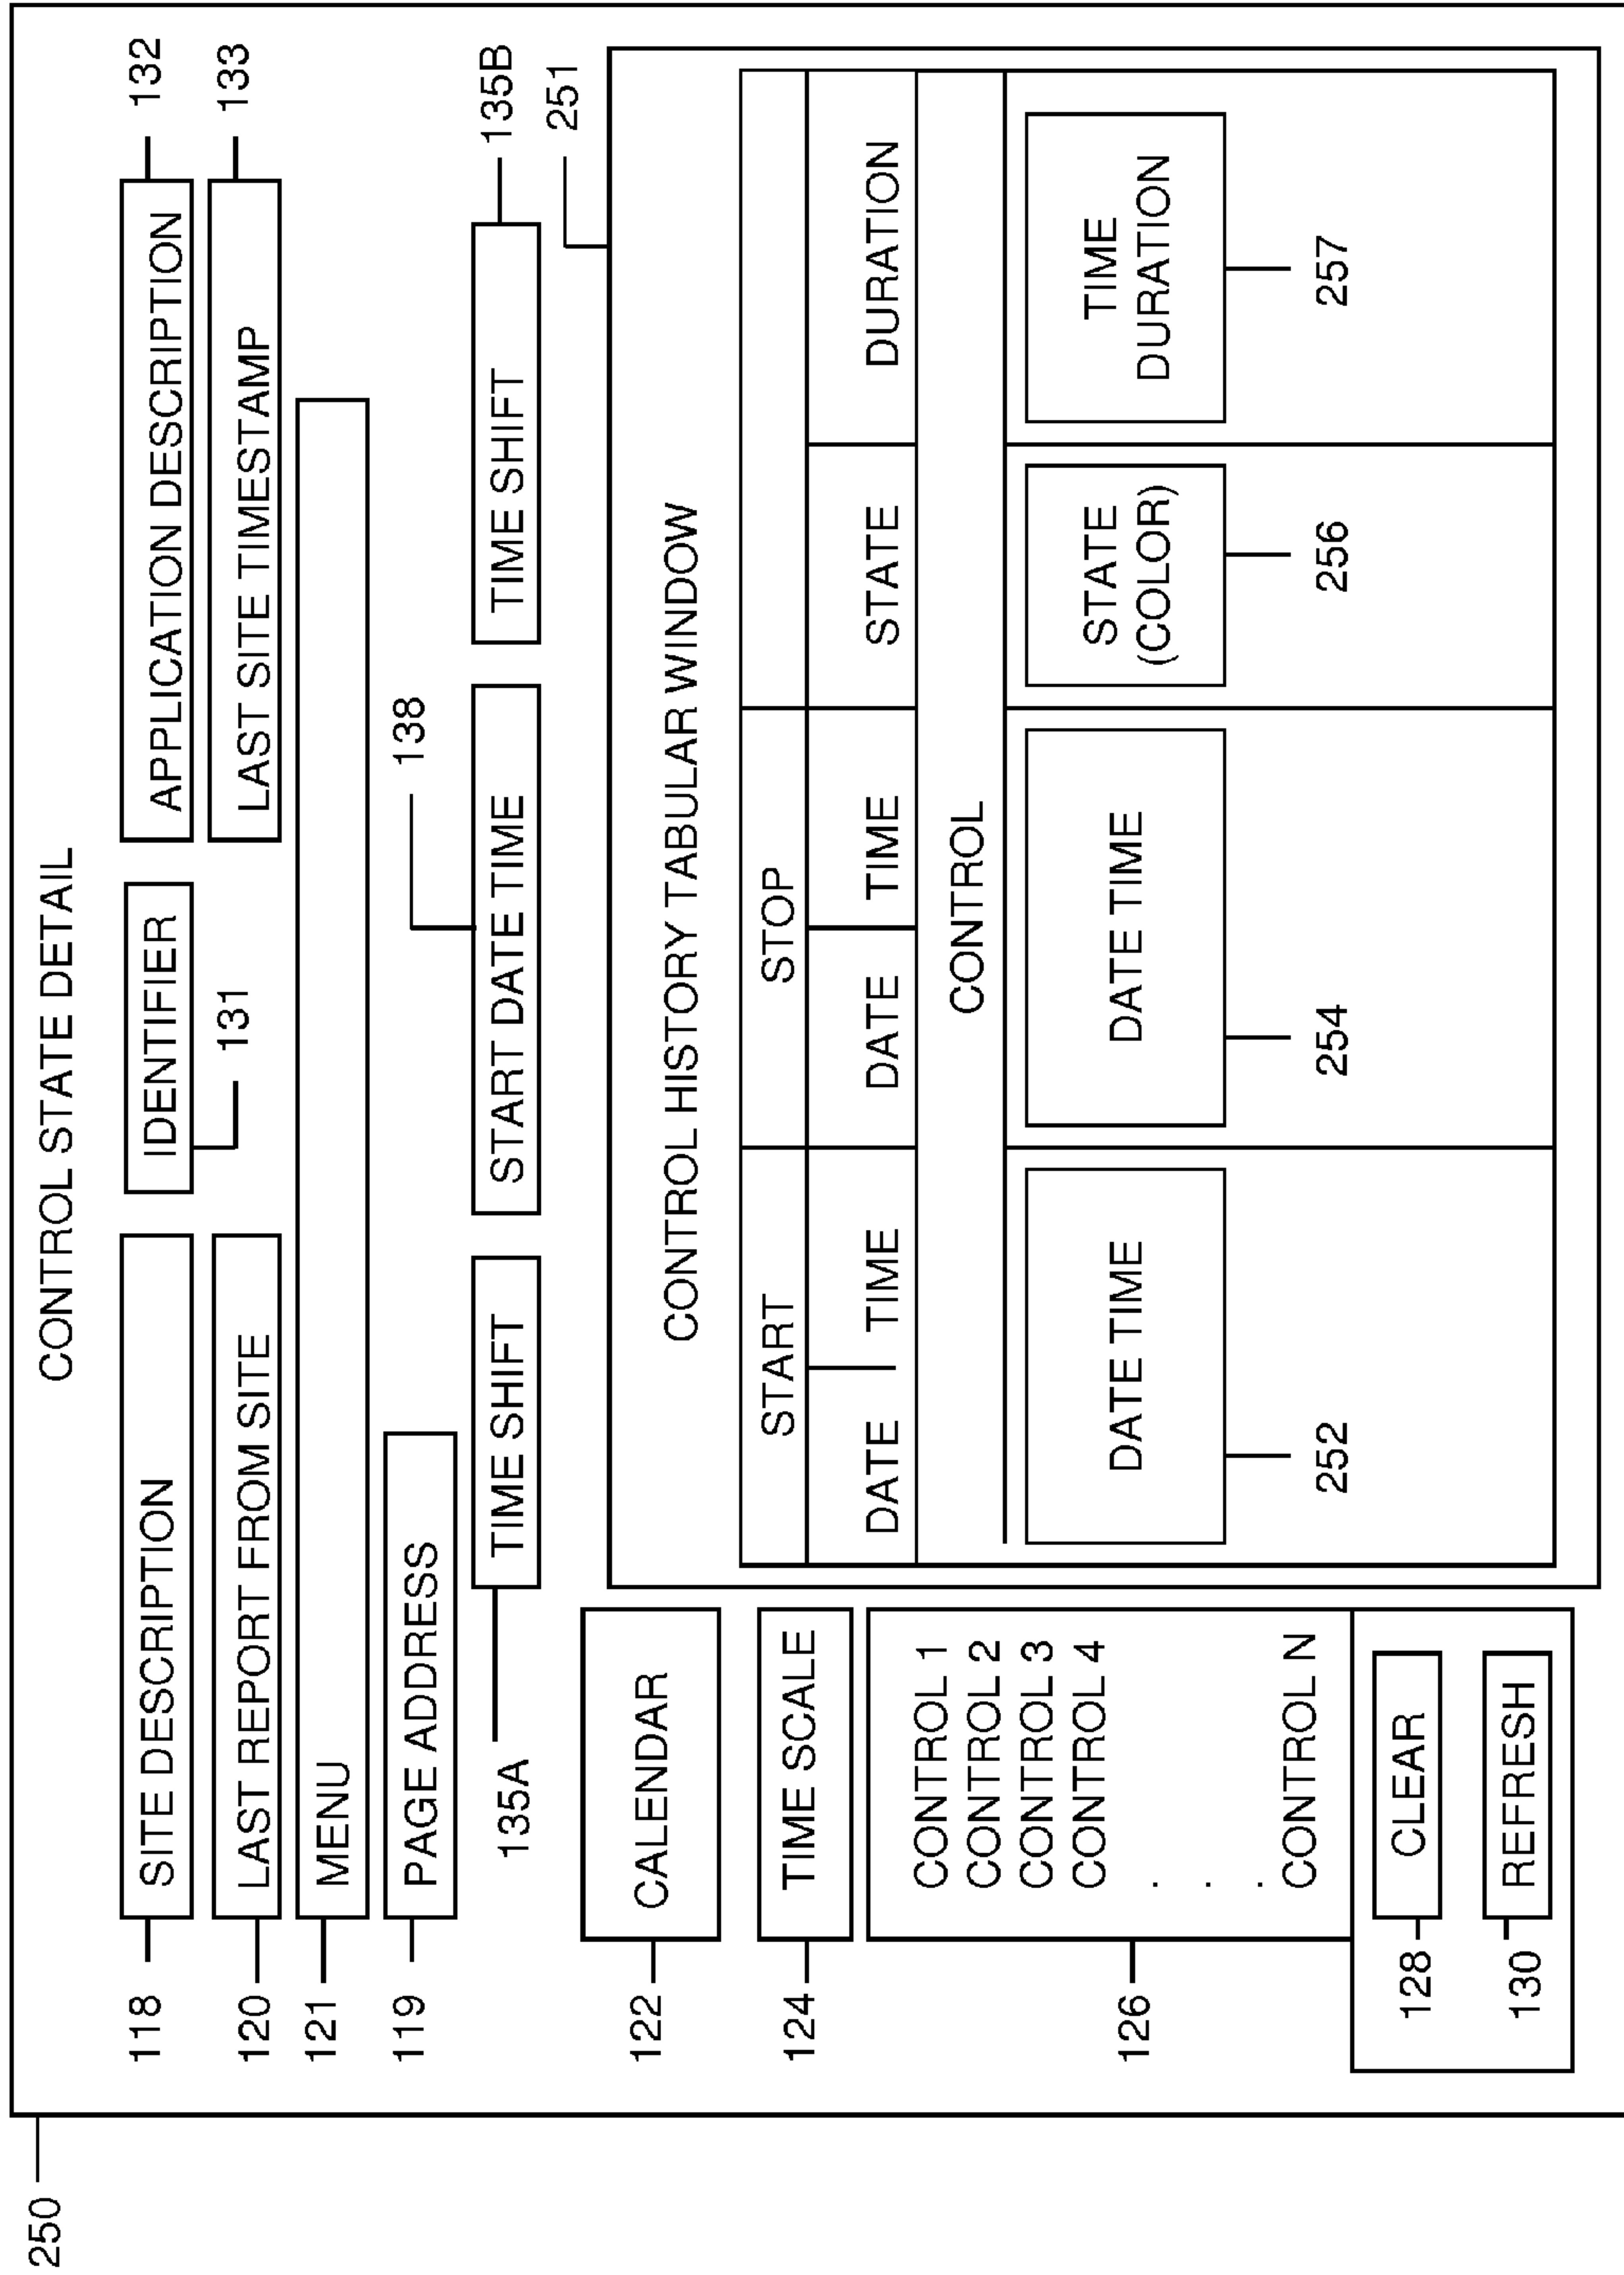 250
CONTROL STATE DETAIL
118
SITE DESCRIPTION
IDENTIFIER
131
APPLICATION DESCRIPTION
132
120
LAST REPORT FROM SITE
LAST SITE TIMESTAMP
133
121
MENU
119
PAGE ADDRESS
138
135A
TIME SHIFT
START DATE TIME
TIME SHIFT
135B
251
122
CALENDAR
124
TIME SCALE
126
CONTROL 1
CONTROL 2
CONTROL 3
CONTROL 4
.
.
.
CONTROL N
128
CLEAR
130
REFRESH
CONTROL HISTORY TABULAR WINDOW
START
STOP
DATE
TIME
DATE
TIME
STATE
DURATION
CONTROL
DATE TIME
DATE TIME
STATE
(COLOR)
TIME
DURATION
252
254
256
257